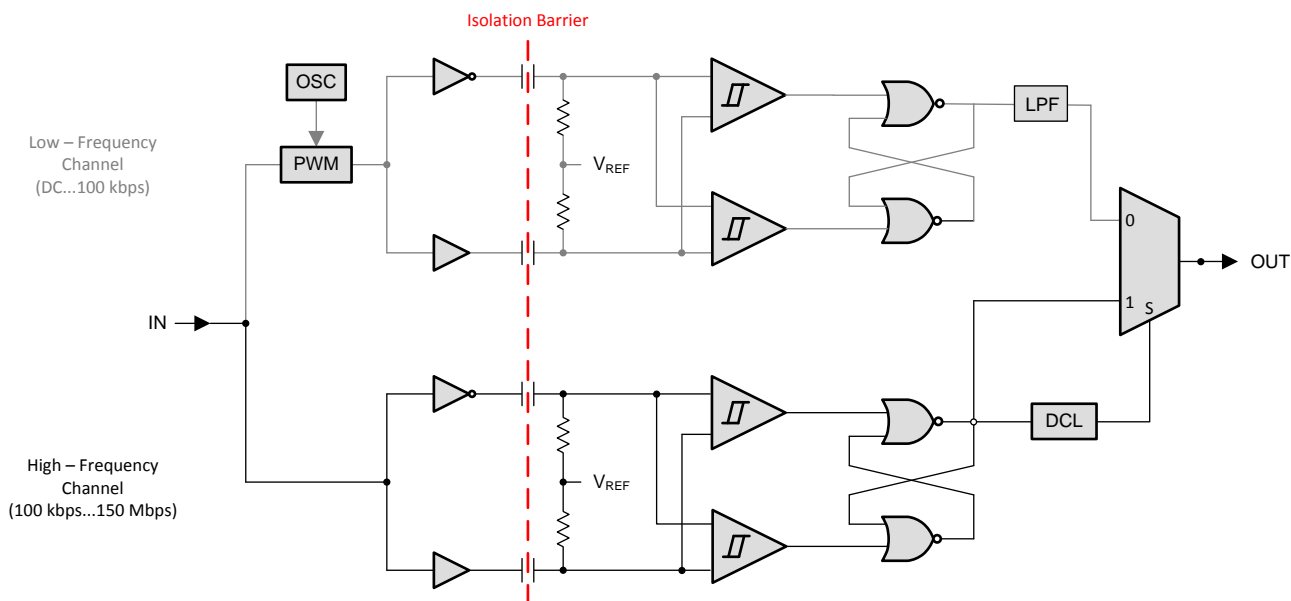 Isolation Barrier
OSC
Low – Frequency
Channel
(DC...100 kbps)
PWM
VREF
LPF
0
1
S
OUT
IN
High – Frequency
Channel
(100 kbps...150 Mbps)
VREF
DCL